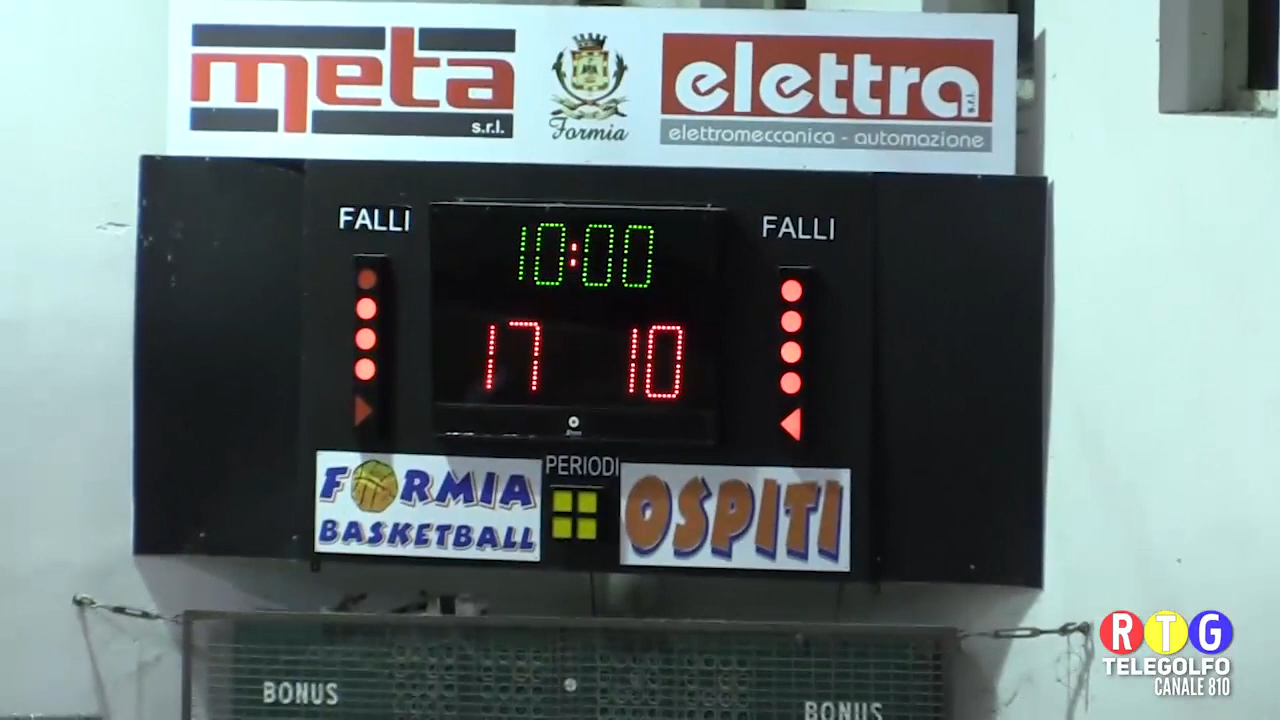 meta
s.r.l.
Formia
elettra s.r.l.
elettromeccanica - automazione
FALLI
10:00
FALLI
17 10
PERIODI
FORMIA
BASKETBALL
OSPITI
BONUS
BONUS
RTG
TELEGOLFO
CANALE 810